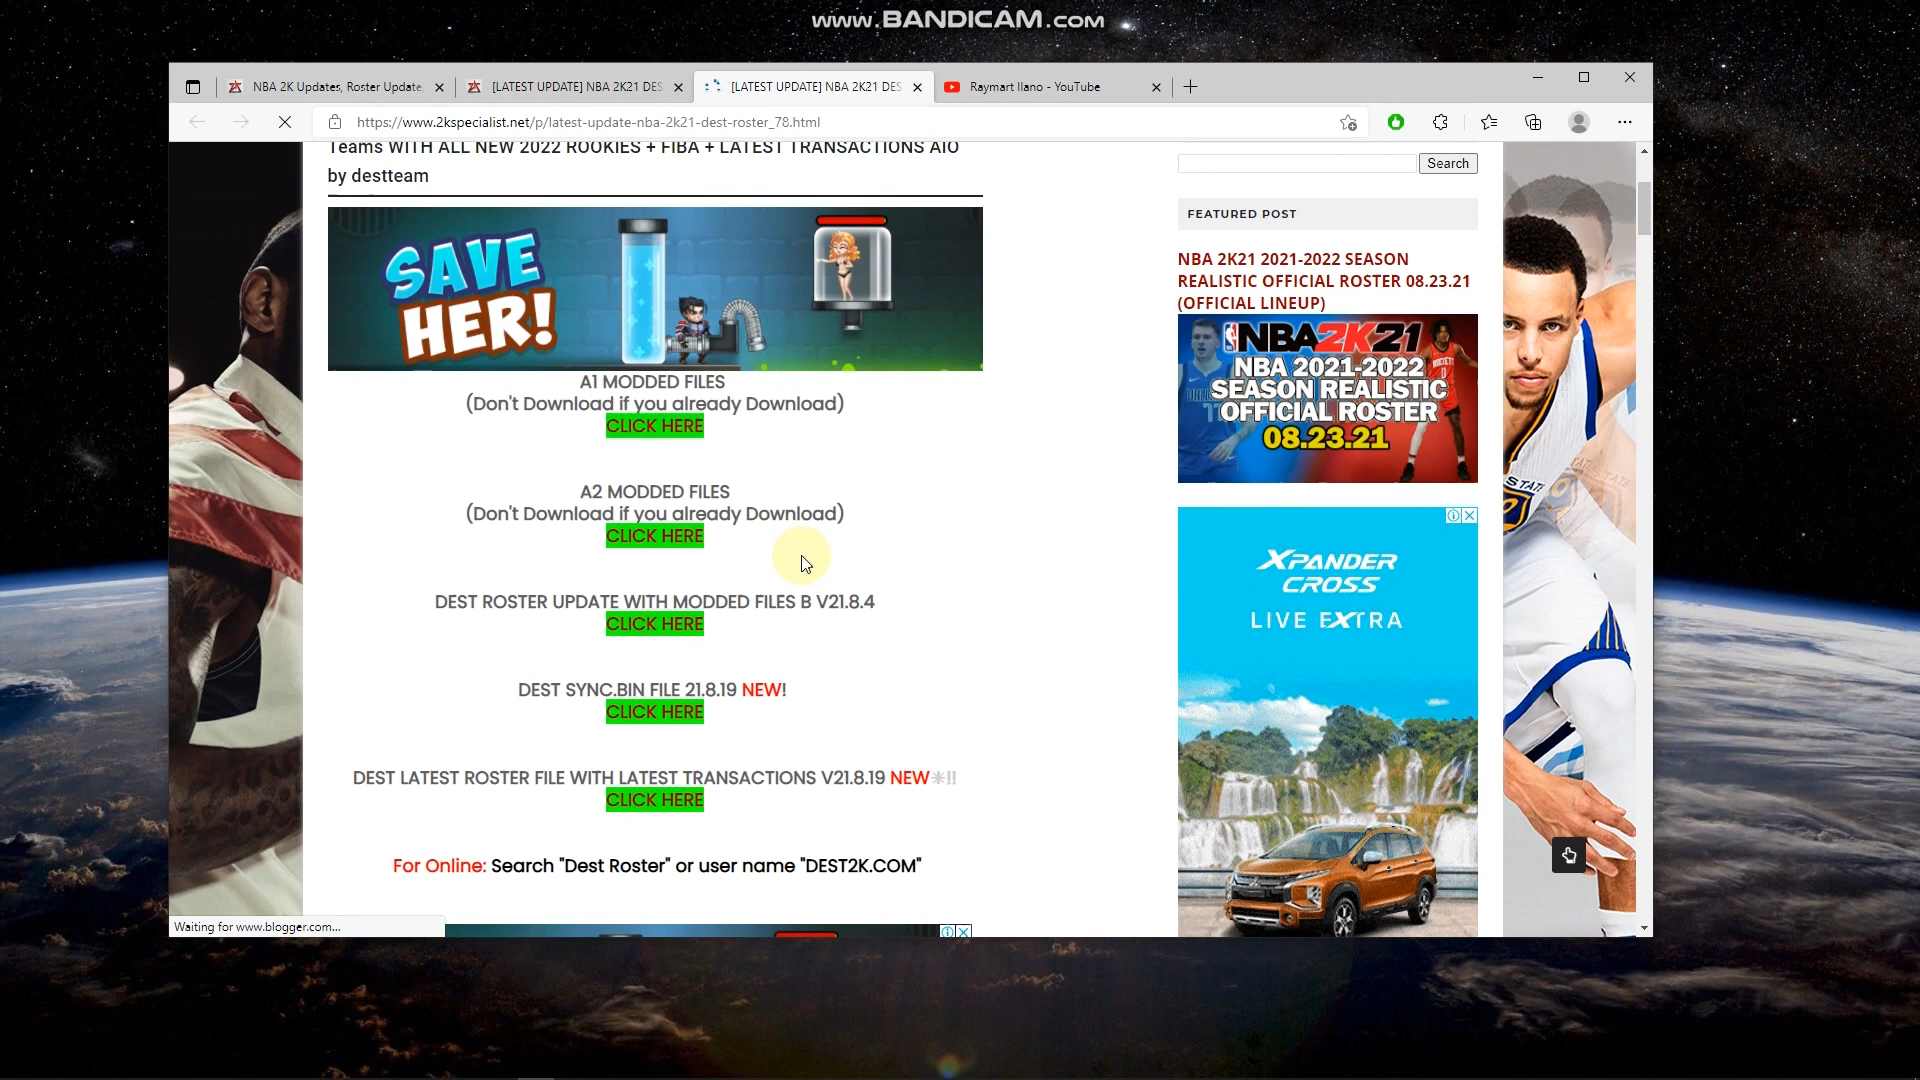 www.BANDICAM.com
NBA 2K Updates, Roster Update,
[LATEST UPDATE] NBA 2K21 DES
[LATEST UPDATE] NBA 2K21 DES
Raymart Ilano - YouTube
https://www.2kspecialist.net/p/latest-update-nba-2k21-dest-roster_78.html
Teams WITH ALL NEW 2022 ROOKIES + FIBA + LATEST TRANSACTIONS AIO
by destteam
SAVE
HER!
A1 MODDED FILES
(Don't Download if you already Download)
CLICK HERE
A2 MODDED FILES
(Don't Download if you already Download)
CLICK HERE
DEST ROSTER UPDATE WITH MODDED FILES B V21.8.4
CLICK HERE
DEST SYNC.BIN FILE 21.8.19 NEW!
CLICK HERE
DEST LATEST ROSTER FILE WITH LATEST TRANSACTIONS V21.8.19 NEW☀!!
CLICK HERE
For Online: Search "Dest Roster" or user name "DEST2K.COM"
Search
FEATURED POST
NBA 2K21 2021-2022 SEASON
REALISTIC OFFICIAL ROSTER 08.23.21
(OFFICIAL LINEUP)
NBA2K21
NBA 2021-2022
SEASON REALISTIC
OFFICIAL ROSTER
08.23.21
XPANDER
CROSS
LIVE EXTRA
Waiting for www.blogger.com...